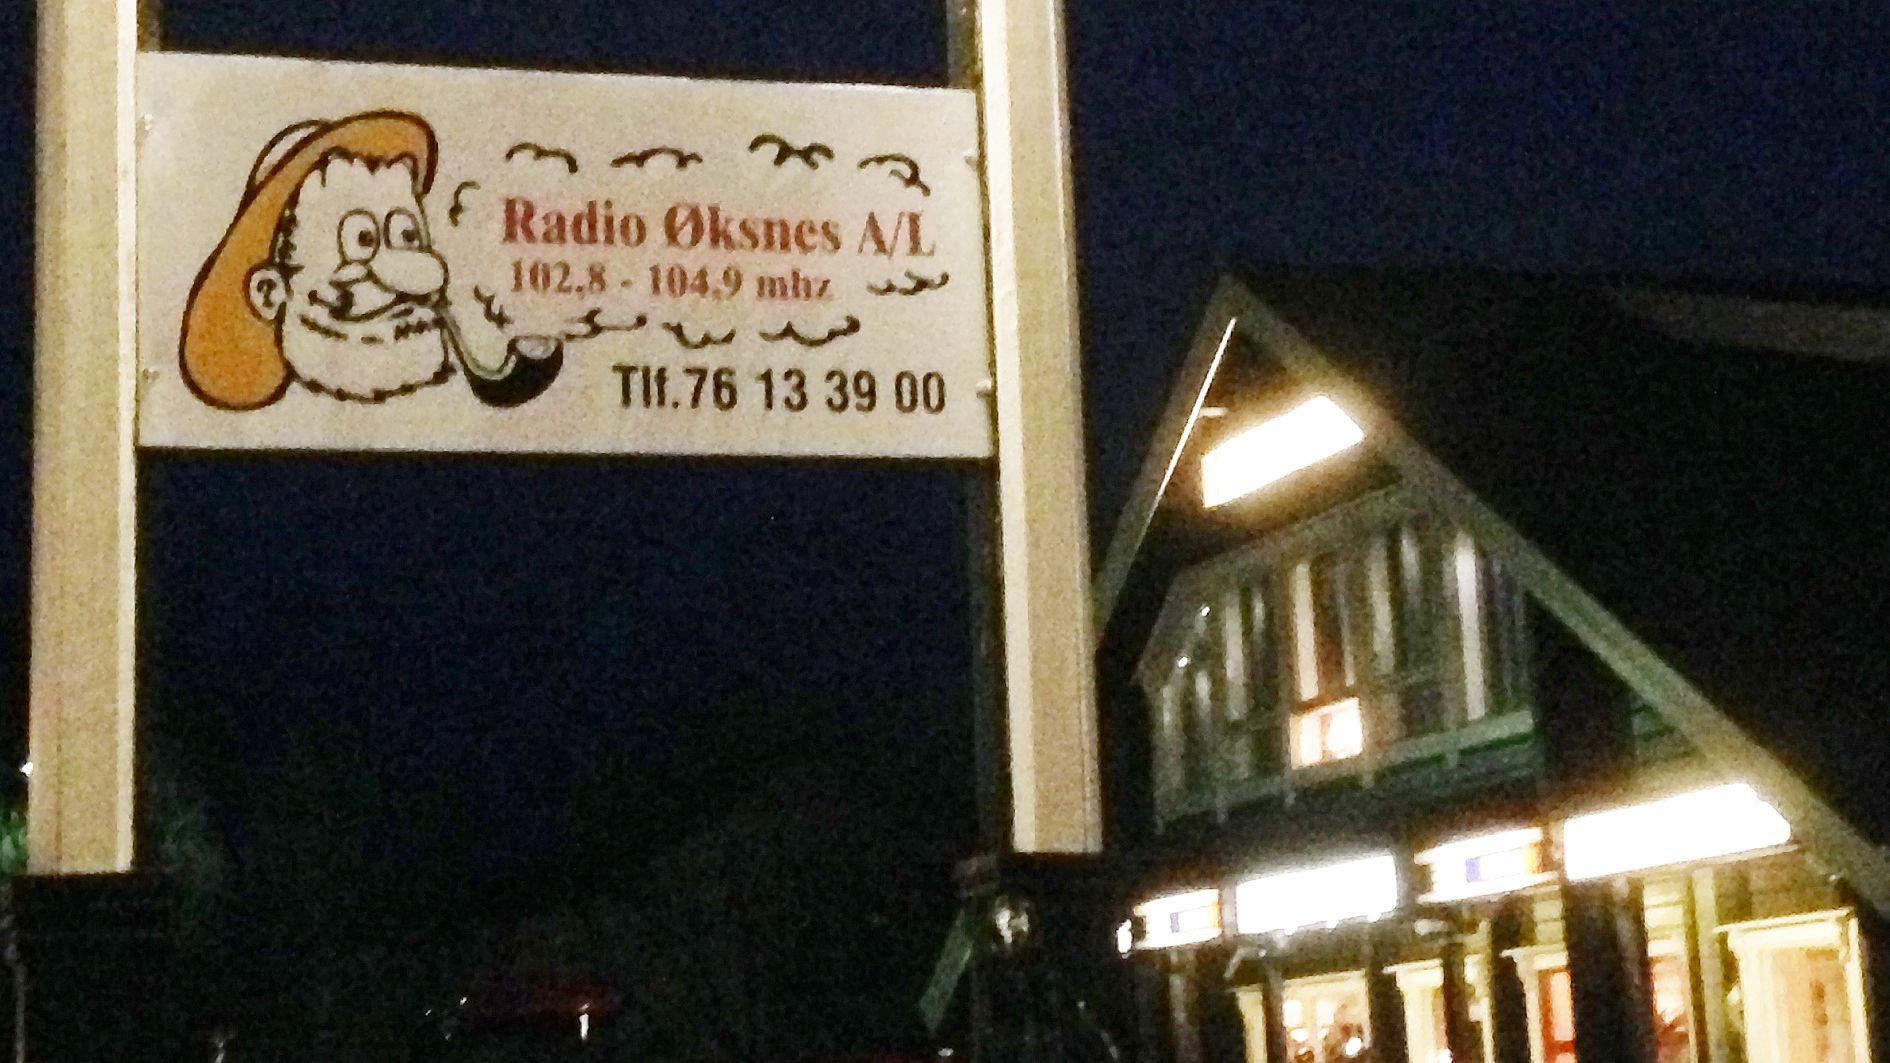 Radio Øksnes A/L
102,8 - 104,9 mhz
Tlf.76 13 39 00